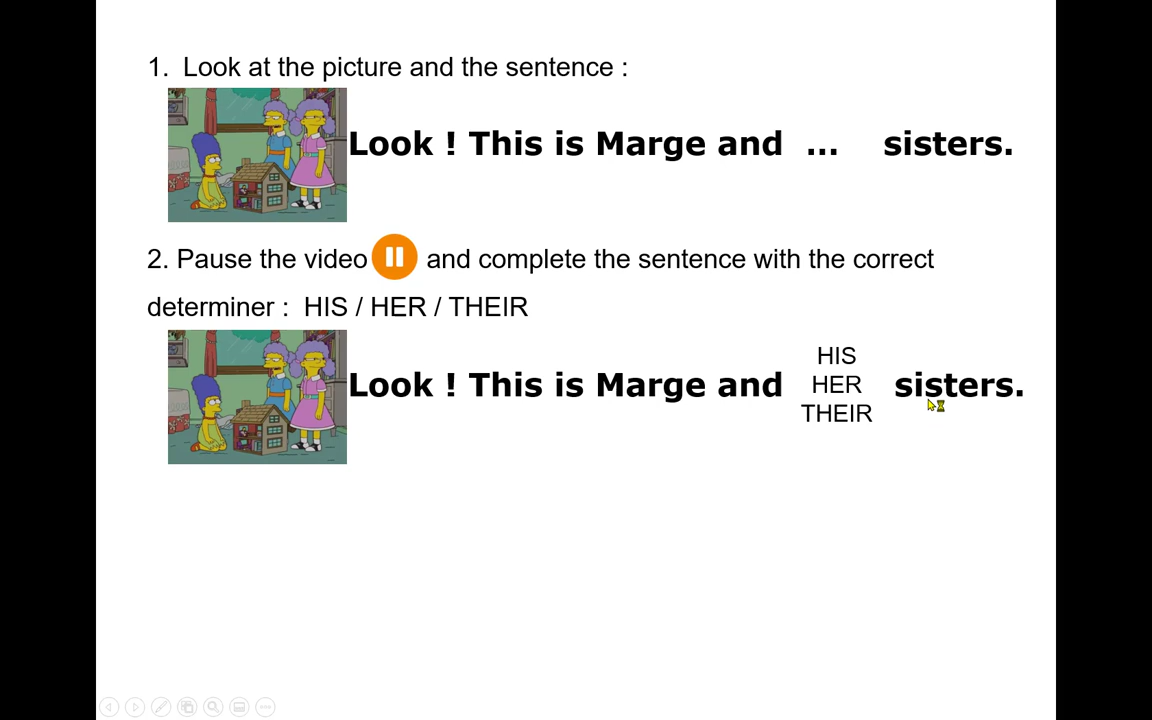 1. Look at the picture and the sentence :
Look ! This is Marge and ... sisters.
2. Pause the video and complete the sentence with the correct
determiner : HIS / HER / THEIR
HIS
Look ! This is Marge and HER sisters.
THEIR